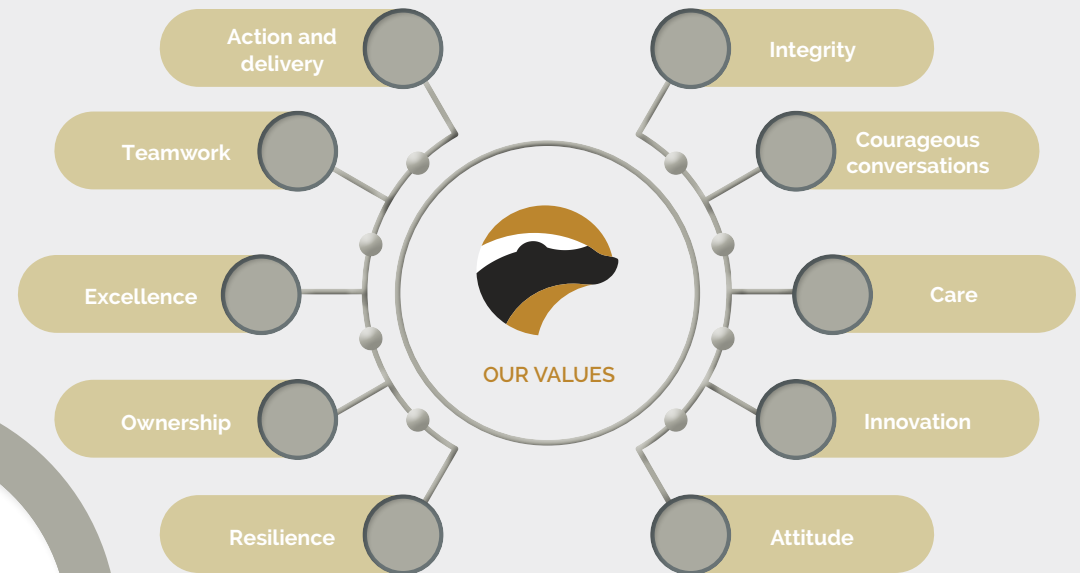 Action and
delivery
Integrity
Teamwork
Courageous
conversations
Excellence
Care
OUR VALUES
Ownership
Innovation
Resilience
Attitude